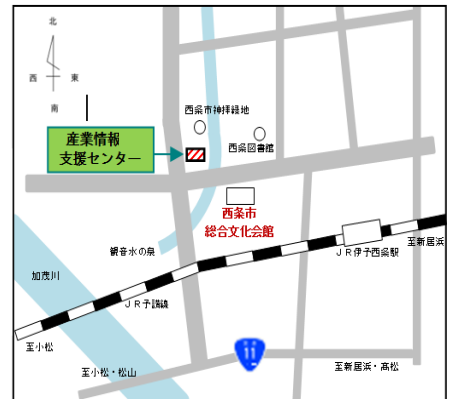 北
西
東
南
西条市神拝緑地
産業情報
支援センター
西条図書館
西条市
総合文化会館
観音水の泉
至新居浜
JR伊予西条駅
加茂川
JR予讃線
至小松
11
至小松・松山
至新居浜・高松